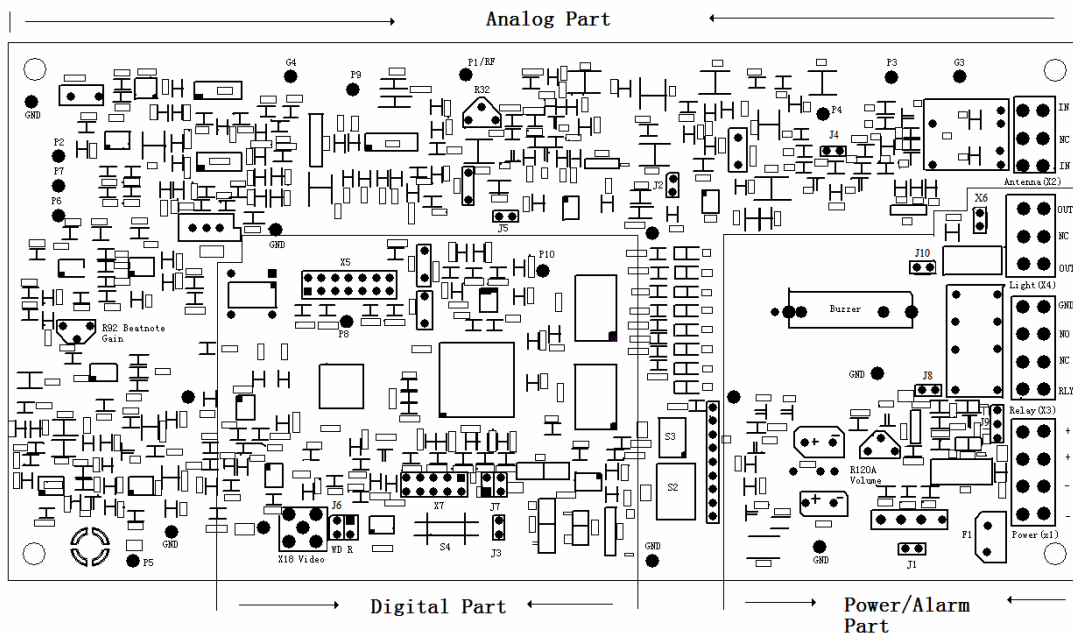 Analog Part
G4
P9
P1/RF
R32
P3
G3
P4
J4
IN
NC
IN
Antenna(X2)
GND
P2
P7
P6
J2
J5
GND
X6
OUT
NC
OUT
Light(X4)
J10
P10
X5
P8
Buzzer
GND
NO
NC
RLY
Relay(X3)
R92 Beatnote
Gain
GND
J8
J9
+
+
-
-
Power(x1)
S3
S2
+ -
R120A
Volume
+ -
X7
J7
J6
WD R
X18 Video
S4
J3
GND
P5
GND
GND
J1
F1
Digital Part
Power/Alarm
Part